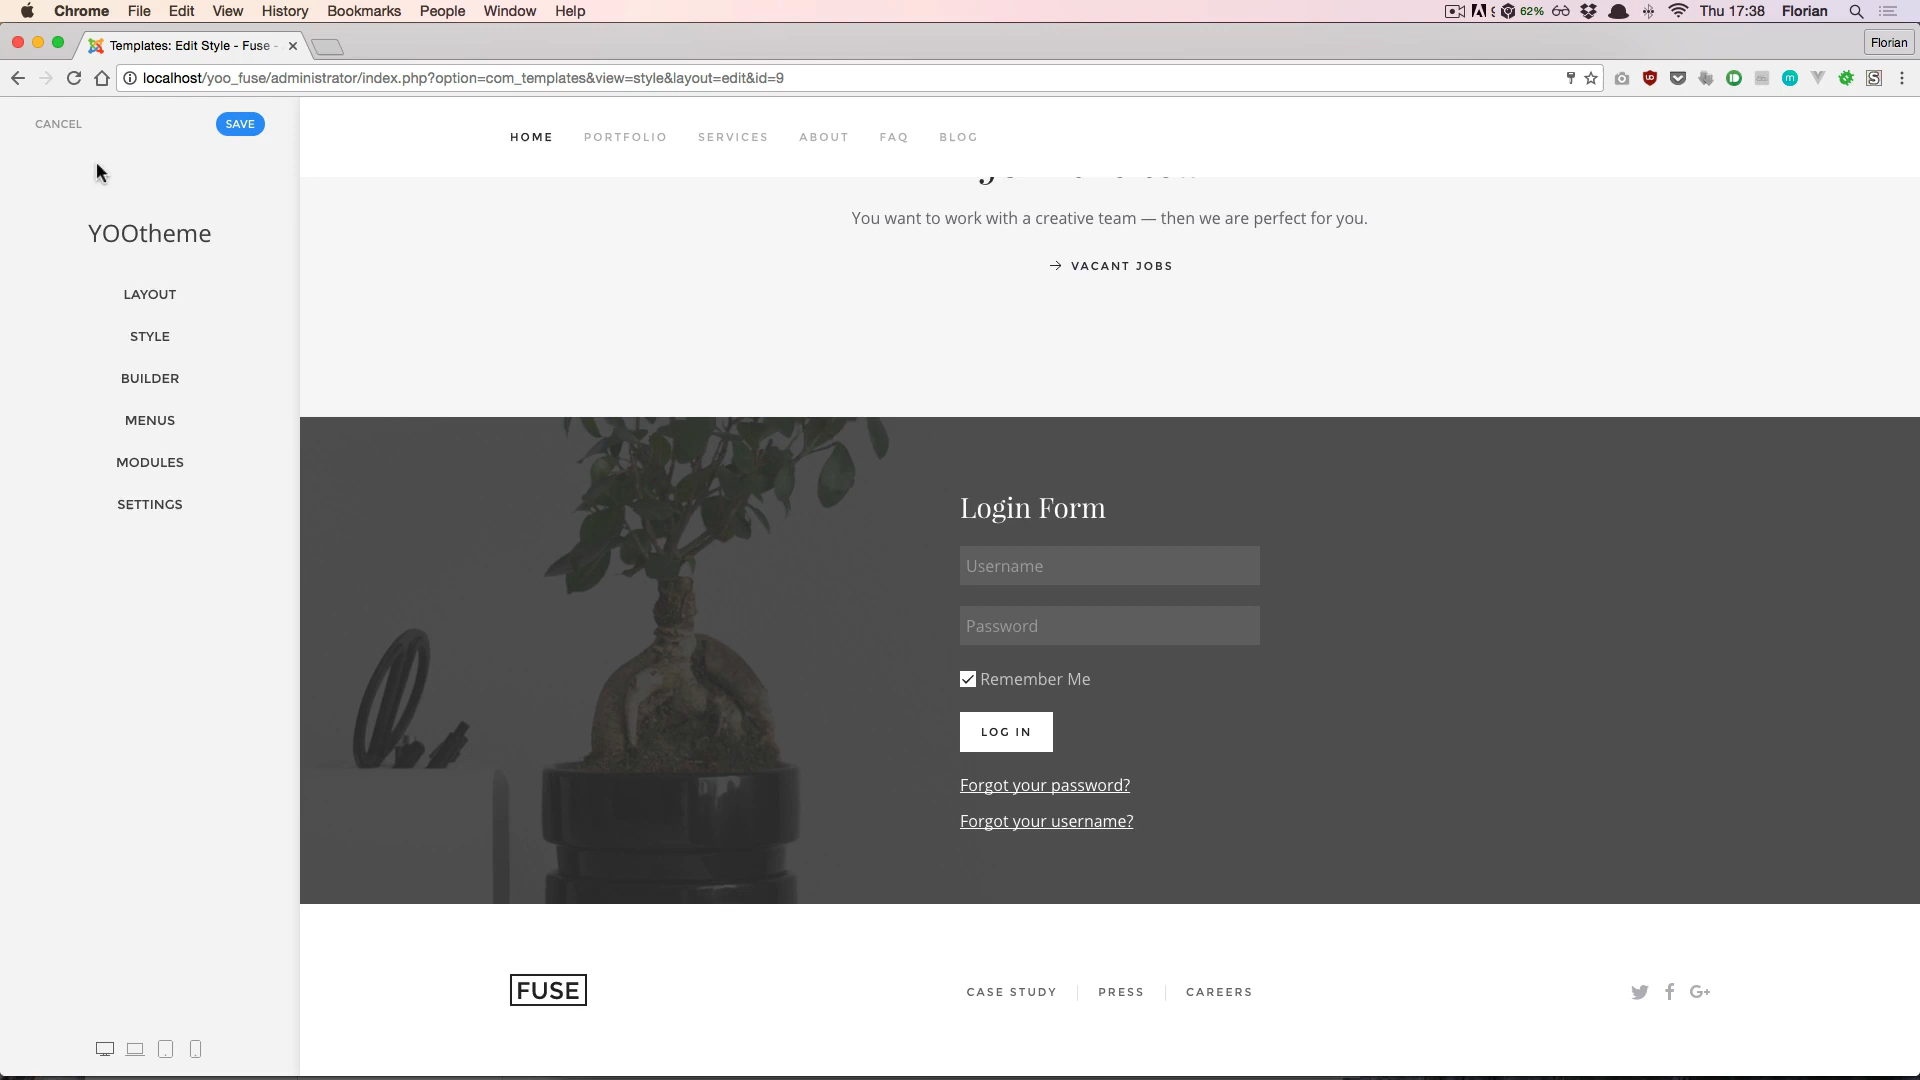 Chrome File Edit View History Bookmarks People Window Help 62% Thu 17:38 Florian
Templates: Edit Style - Fuse - Florian
localhost/yoo_fuse/administrator/index.php?option=com_templates&view=style&layout=edit&id=9
CANCEL SAVE
HOME PORTFOLIO SERVICES ABOUT FAQ BLOG
You want to work with a creative team — then we are perfect for you.
VACANT JOBS
YOOtheme
LAYOUT
STYLE
BUILDER
MENUS
MODULES
SETTINGS
Login Form
Username
Password
Remember Me
LOG IN
Forgot your password?
Forgot your username?
FUSE
CASE STUDY PRESS CAREERS
G+